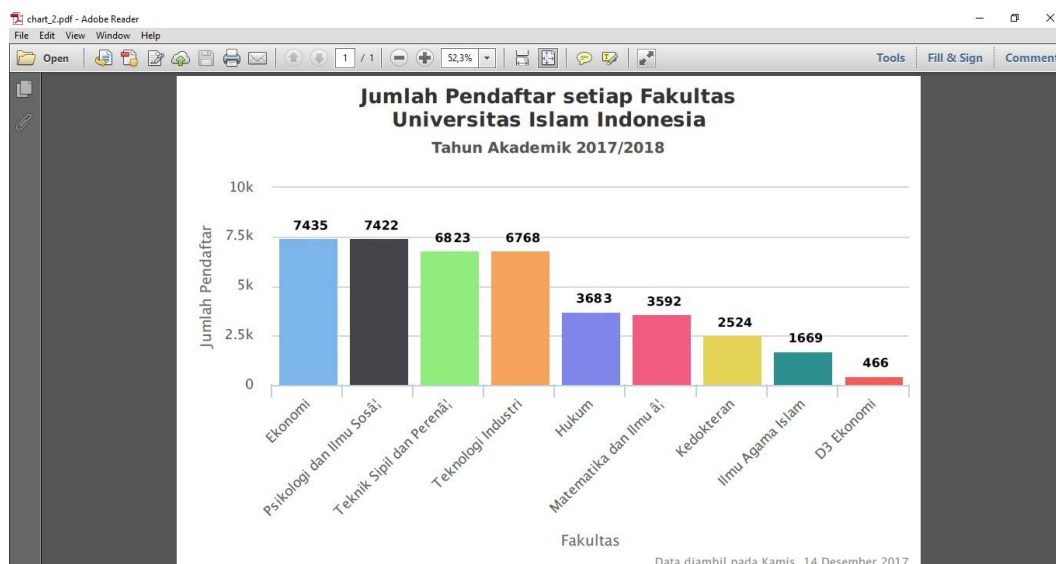 chart_2.pdf - Adobe Reader
File Edit View Window Help
Open 1 / 1 52,3% Tools Fill & Sign Comment
Jumlah Pendaftar setiap Fakultas
Universitas Islam Indonesia
Tahun Akademik 2017/2018
Jumlah Pendaftar
10k
7.5k
5k
2.5k
0
7435
7422
6823
6768
3683
3592
2524
1669
466
Ekonomi
Psikologi dan Ilmu Sosâ¦
Teknik Sipil dan Perenâ¦
Teknologi Industri
Hukum
Matematika dan Ilmu â¦
Kedokteran
Ilmu Agama Islam
D3 Ekonomi
Fakultas
Data diambil pada Kamis, 14 Desember 2017